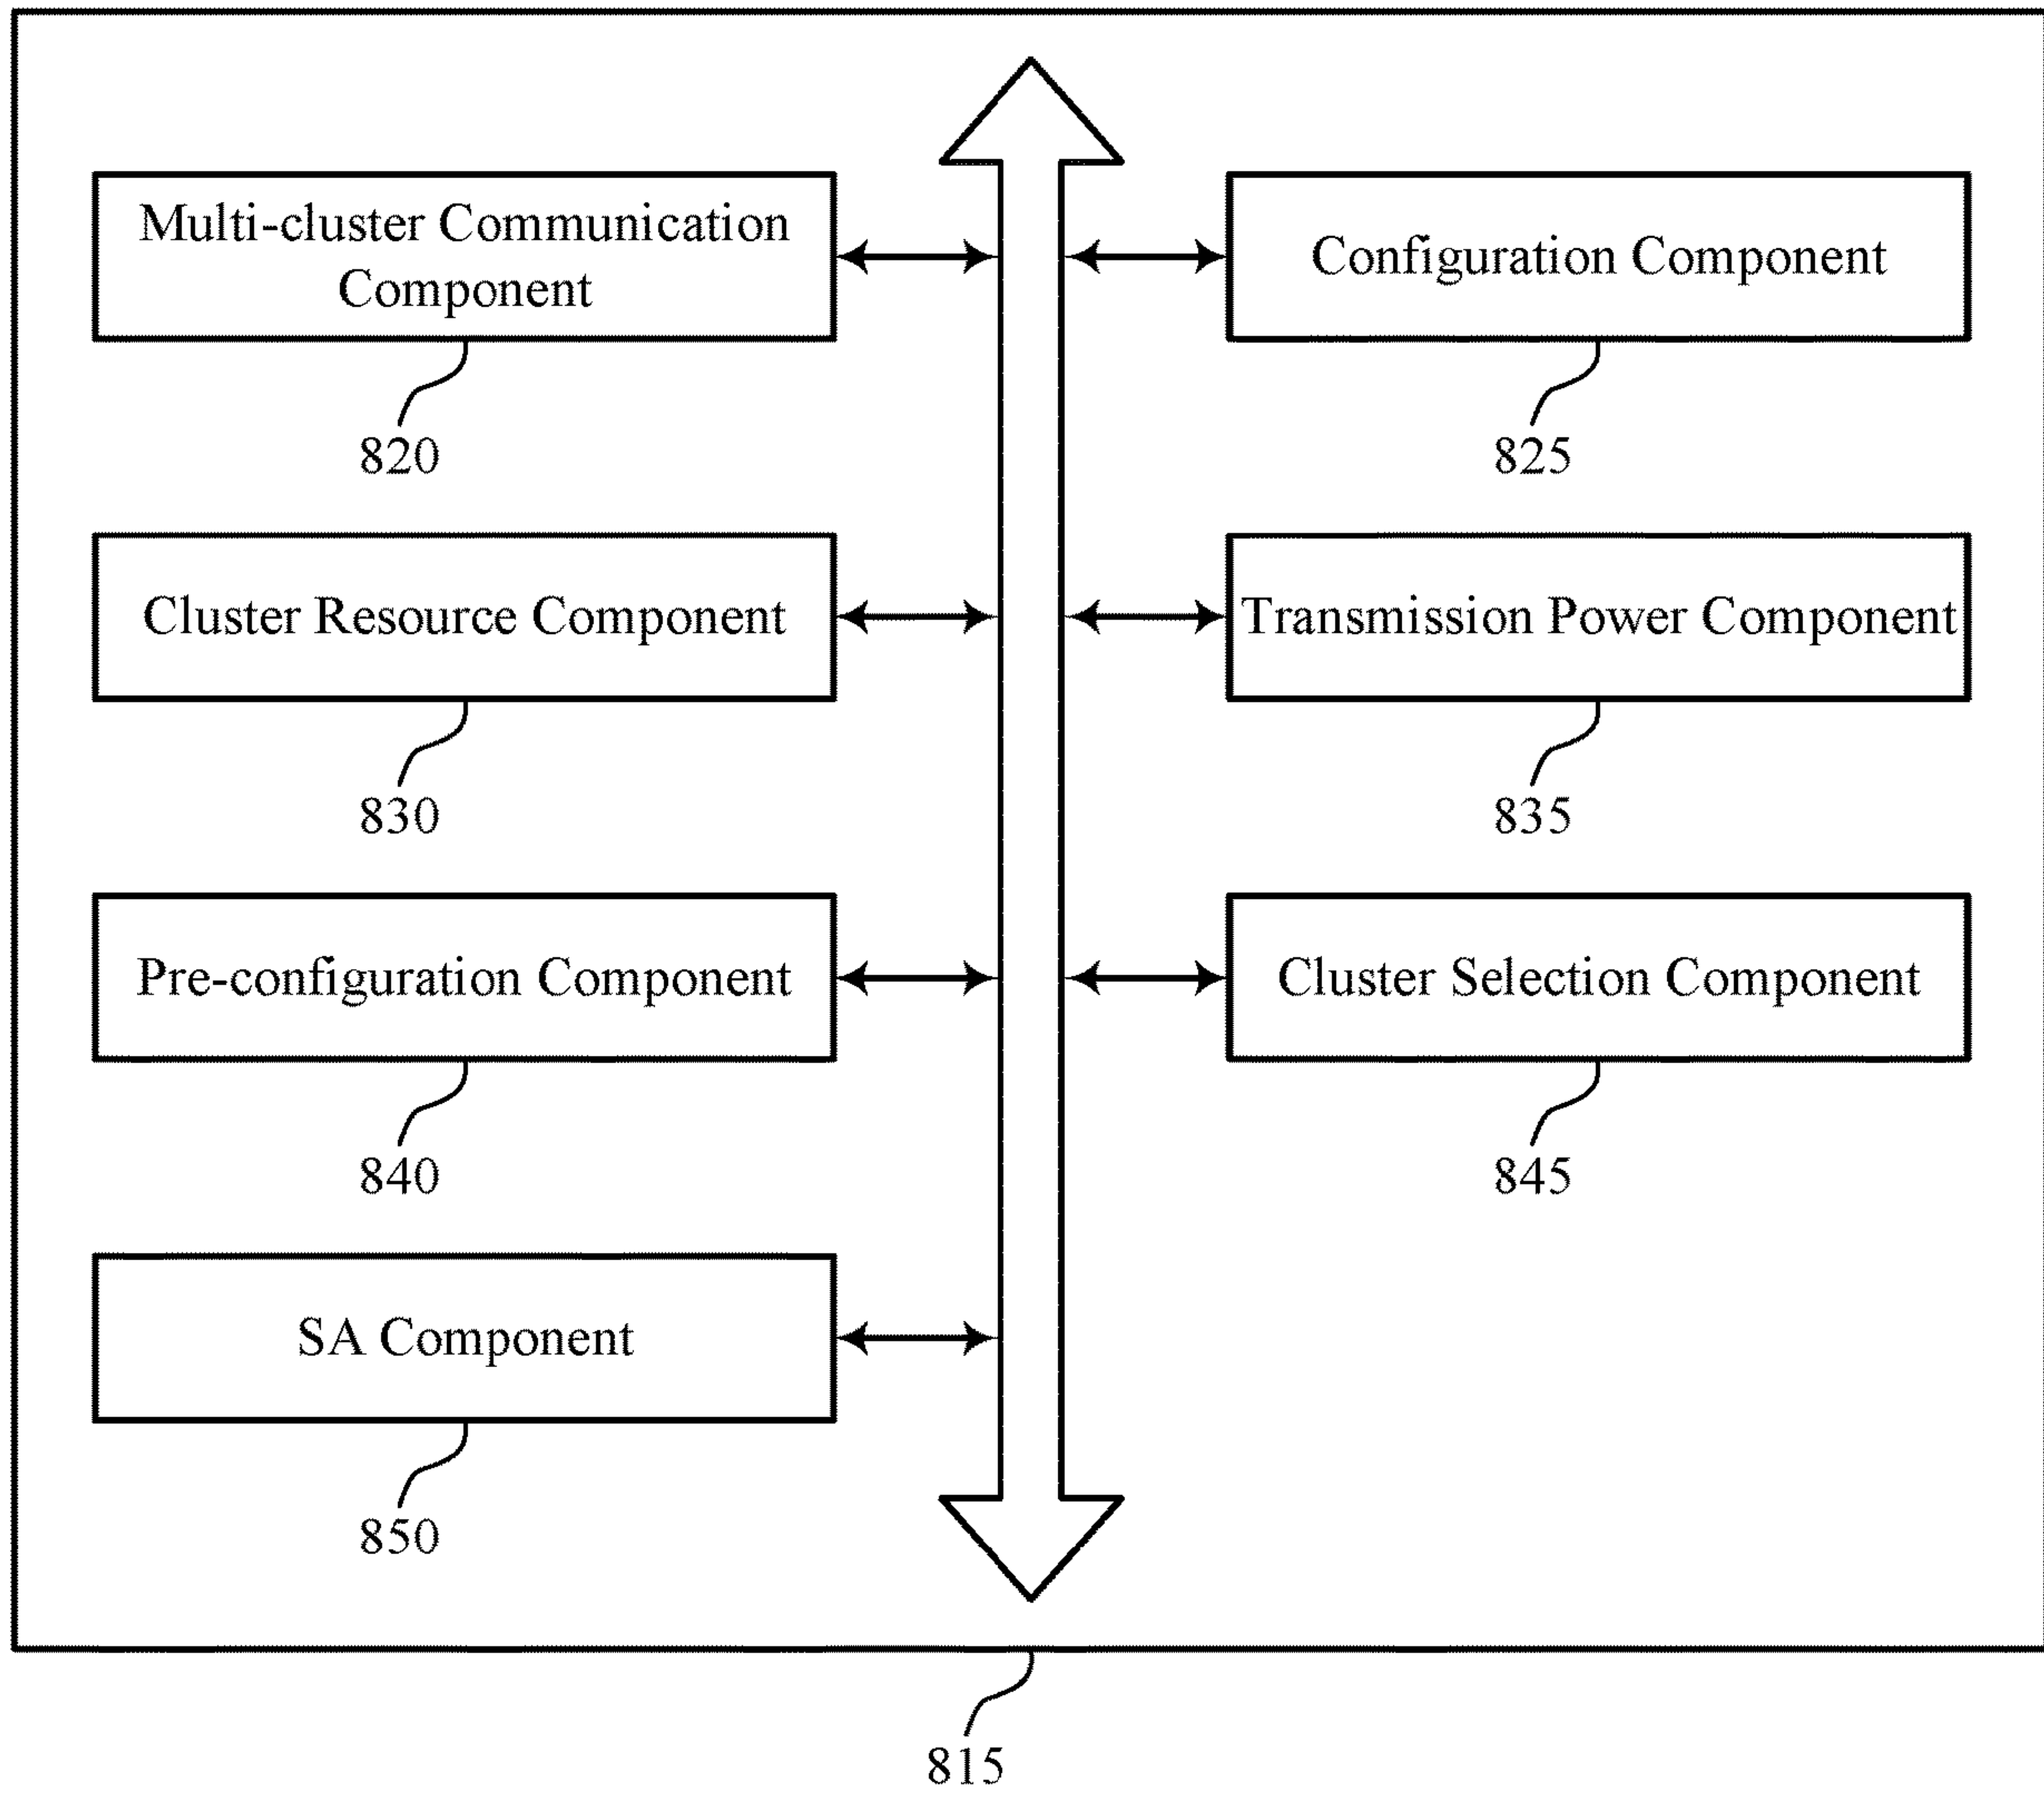 Multi-cluster Communication
Component
820
Configuration Component
825
Cluster Resource Component
830
Transmission Power Component
835
Pre-configuration Component
840
Cluster Selection Component
845
SA Component
850
815